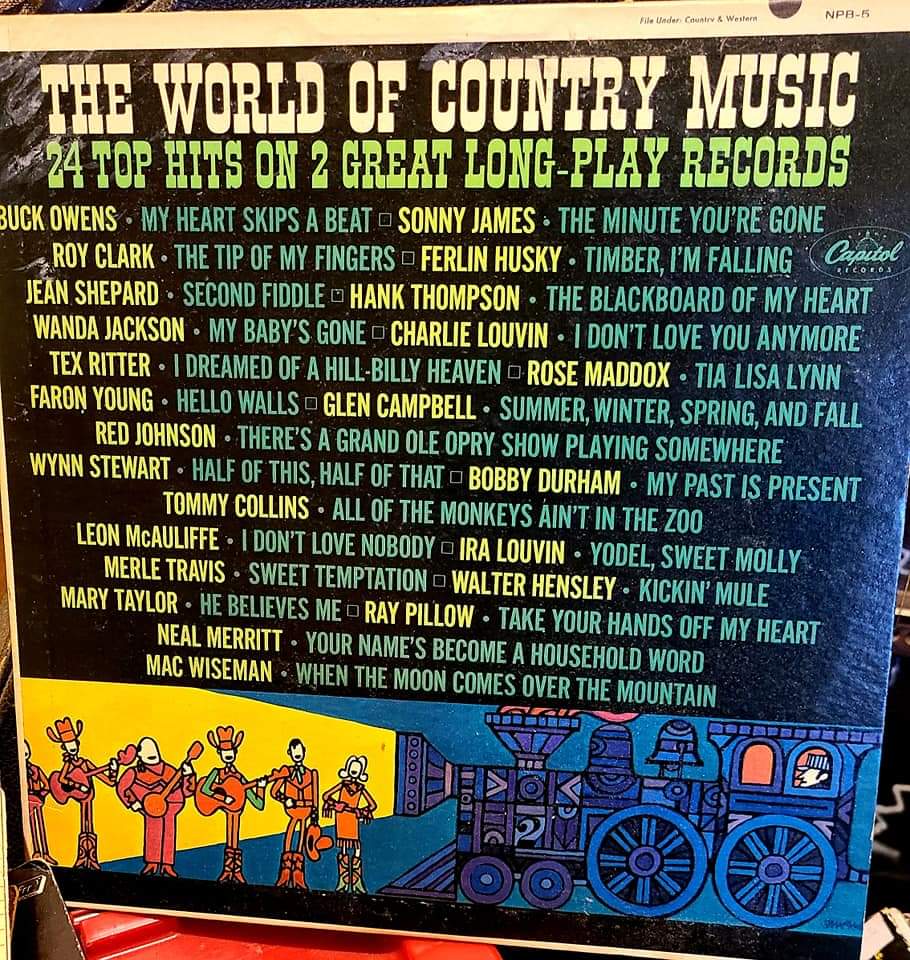 File Under: Country & Western
NPB-5
THE WORLD OF COUNTRY MUSIC
24 TOP HITS ON 2 GREAT LONG-PLAY RECORDS
BUCK OWENS • MY HEART SKIPS A BEAT □ SONNY JAMES • THE MINUTE YOU'RE GONE
ROY CLARK • THE TIP OF MY FINGERS □ FERLIN HUSKY • TIMBER, I'M FALLING
Capitol
RECORDS
JEAN SHEPARD • SECOND FIDDLE □ HANK THOMPSON • THE BLACKBOARD OF MY HEART
WANDA JACKSON • MY BABY'S GONE □ CHARLIE LOUVIN • I DON'T LOVE YOU ANYMORE
TEX RITTER • I DREAMED OF A HILL-BILLY HEAVEN □ ROSE MADDOX • TIA LISA LYNN
FARON YOUNG • HELLO WALLS □ GLEN CAMPBELL • SUMMER, WINTER, SPRING, AND FALL
RED JOHNSON • THERE'S A GRAND OLE OPRY SHOW PLAYING SOMEWHERE
WYNN STEWART • HALF OF THIS, HALF OF THAT □ BOBBY DURHAM • MY PAST IS PRESENT
TOMMY COLLINS • ALL OF THE MONKEYS AIN'T IN THE ZOO
LEON McAULIFFE • I DON'T LOVE NOBODY □ IRA LOUVIN • YODEL, SWEET MOLLY
MERLE TRAVIS • SWEET TEMPTATION □ WALTER HENSLEY • KICKIN' MULE
MARY TAYLOR • HE BELIEVES ME □ RAY PILLOW • TAKE YOUR HANDS OFF MY HEART
NEAL MERRITT • YOUR NAME'S BECOME A HOUSEHOLD WORD
MAC WISEMAN • WHEN THE MOON COMES OVER THE MOUNTAIN
2